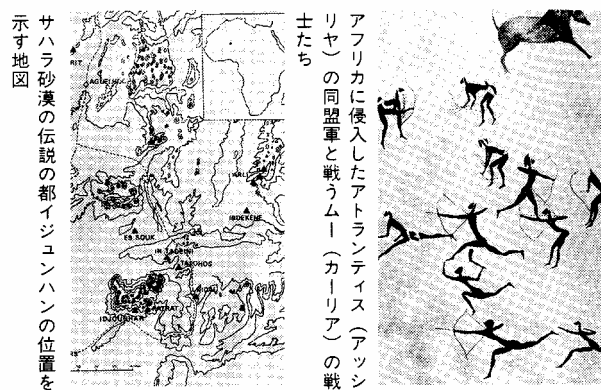 アフリカに侵入したアトランティス（アッシ
リヤ）の同盟軍と戦うムー（カーリア）の戦
士たち
サハラ砂漠の伝説の都イジュンハンの位置を
示す地図
RIT
IBDEKENE
ES SOUK